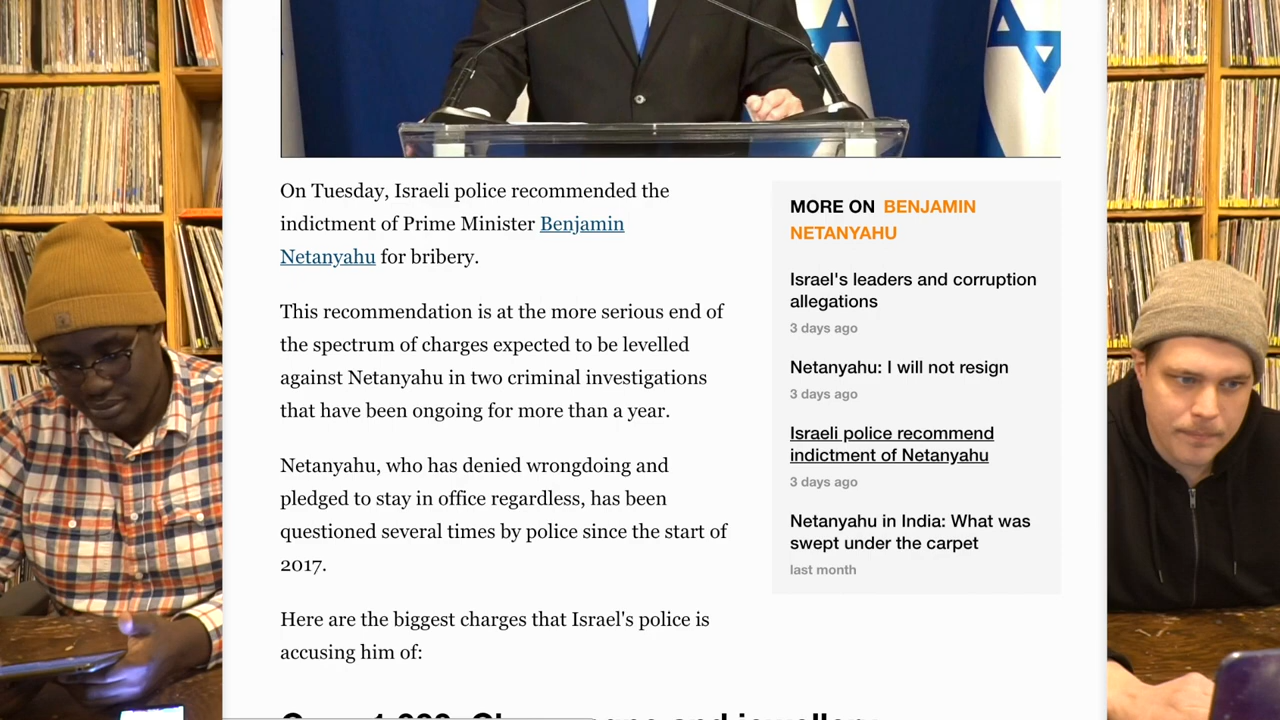 On Tuesday, Israeli police recommended the
indictment of Prime Minister Benjamin
Netanyahu for bribery.
This recommendation is at the more serious end of
the spectrum of charges expected to be levelled
against Netanyahu in two criminal investigations
that have been ongoing for more than a year.
Netanyahu, who has denied wrongdoing and
pledged to stay in office regardless, has been
questioned several times by police since the start of
2017.
Here are the biggest charges that Israel's police is
accusing him of:
MORE ON BENJAMIN
NETANYAHU
Israel's leaders and corruption
allegations
3 days ago
Netanyahu: I will not resign
3 days ago
Israeli police recommend
indictment of Netanyahu
3 days ago
Netanyahu in India: What was
swept under the carpet
last month